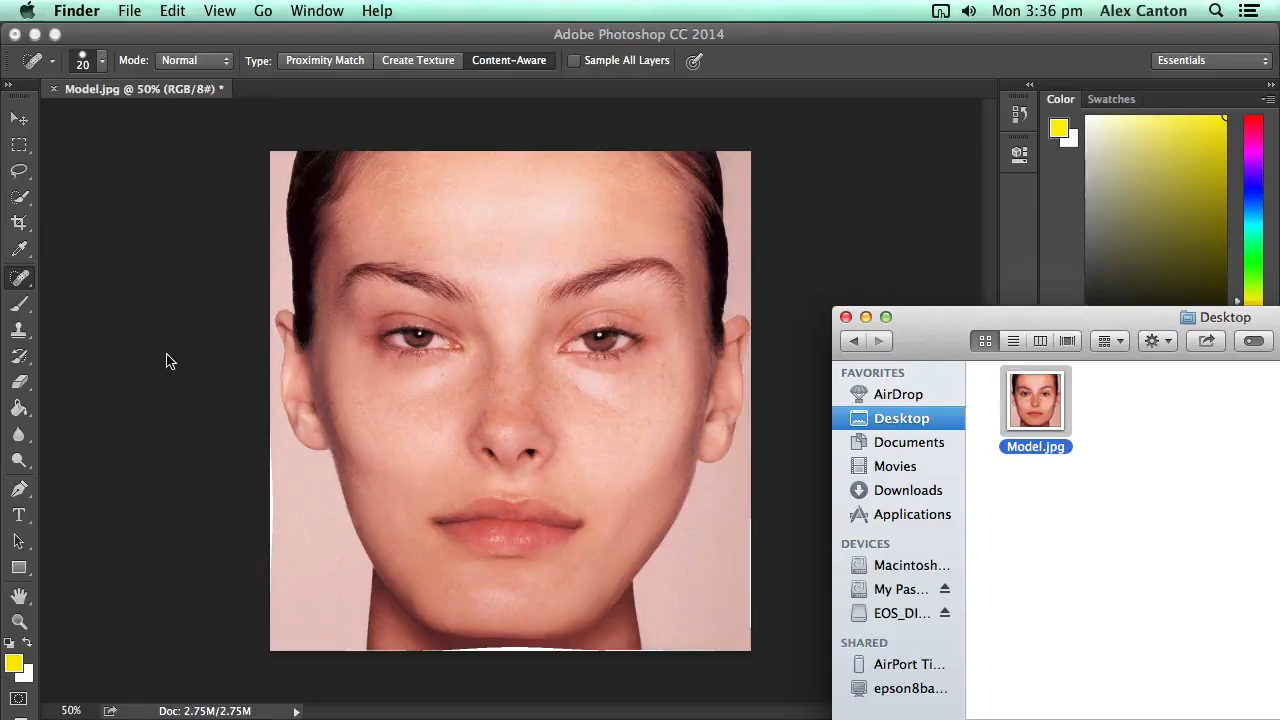 Finder File Edit View Go Window Help Mon 3:36 pm Alex Canton
Adobe Photoshop CC 2014
20 Mode: Normal Type: Proximity Match Create Texture Content-Aware Sample All Layers Essentials
× Model.jpg @ 50% (RGB/8#) *
Color Swatches
Desktop
FAVORITES
AirDrop
Desktop
Documents
Movies
Downloads
Applications
DEVICES
Macintosh...
My Pas...
EOS_DI...
SHARED
AirPort Ti...
epson8ba...
Model.jpg
T
50% Doc: 2.75M/2.75M